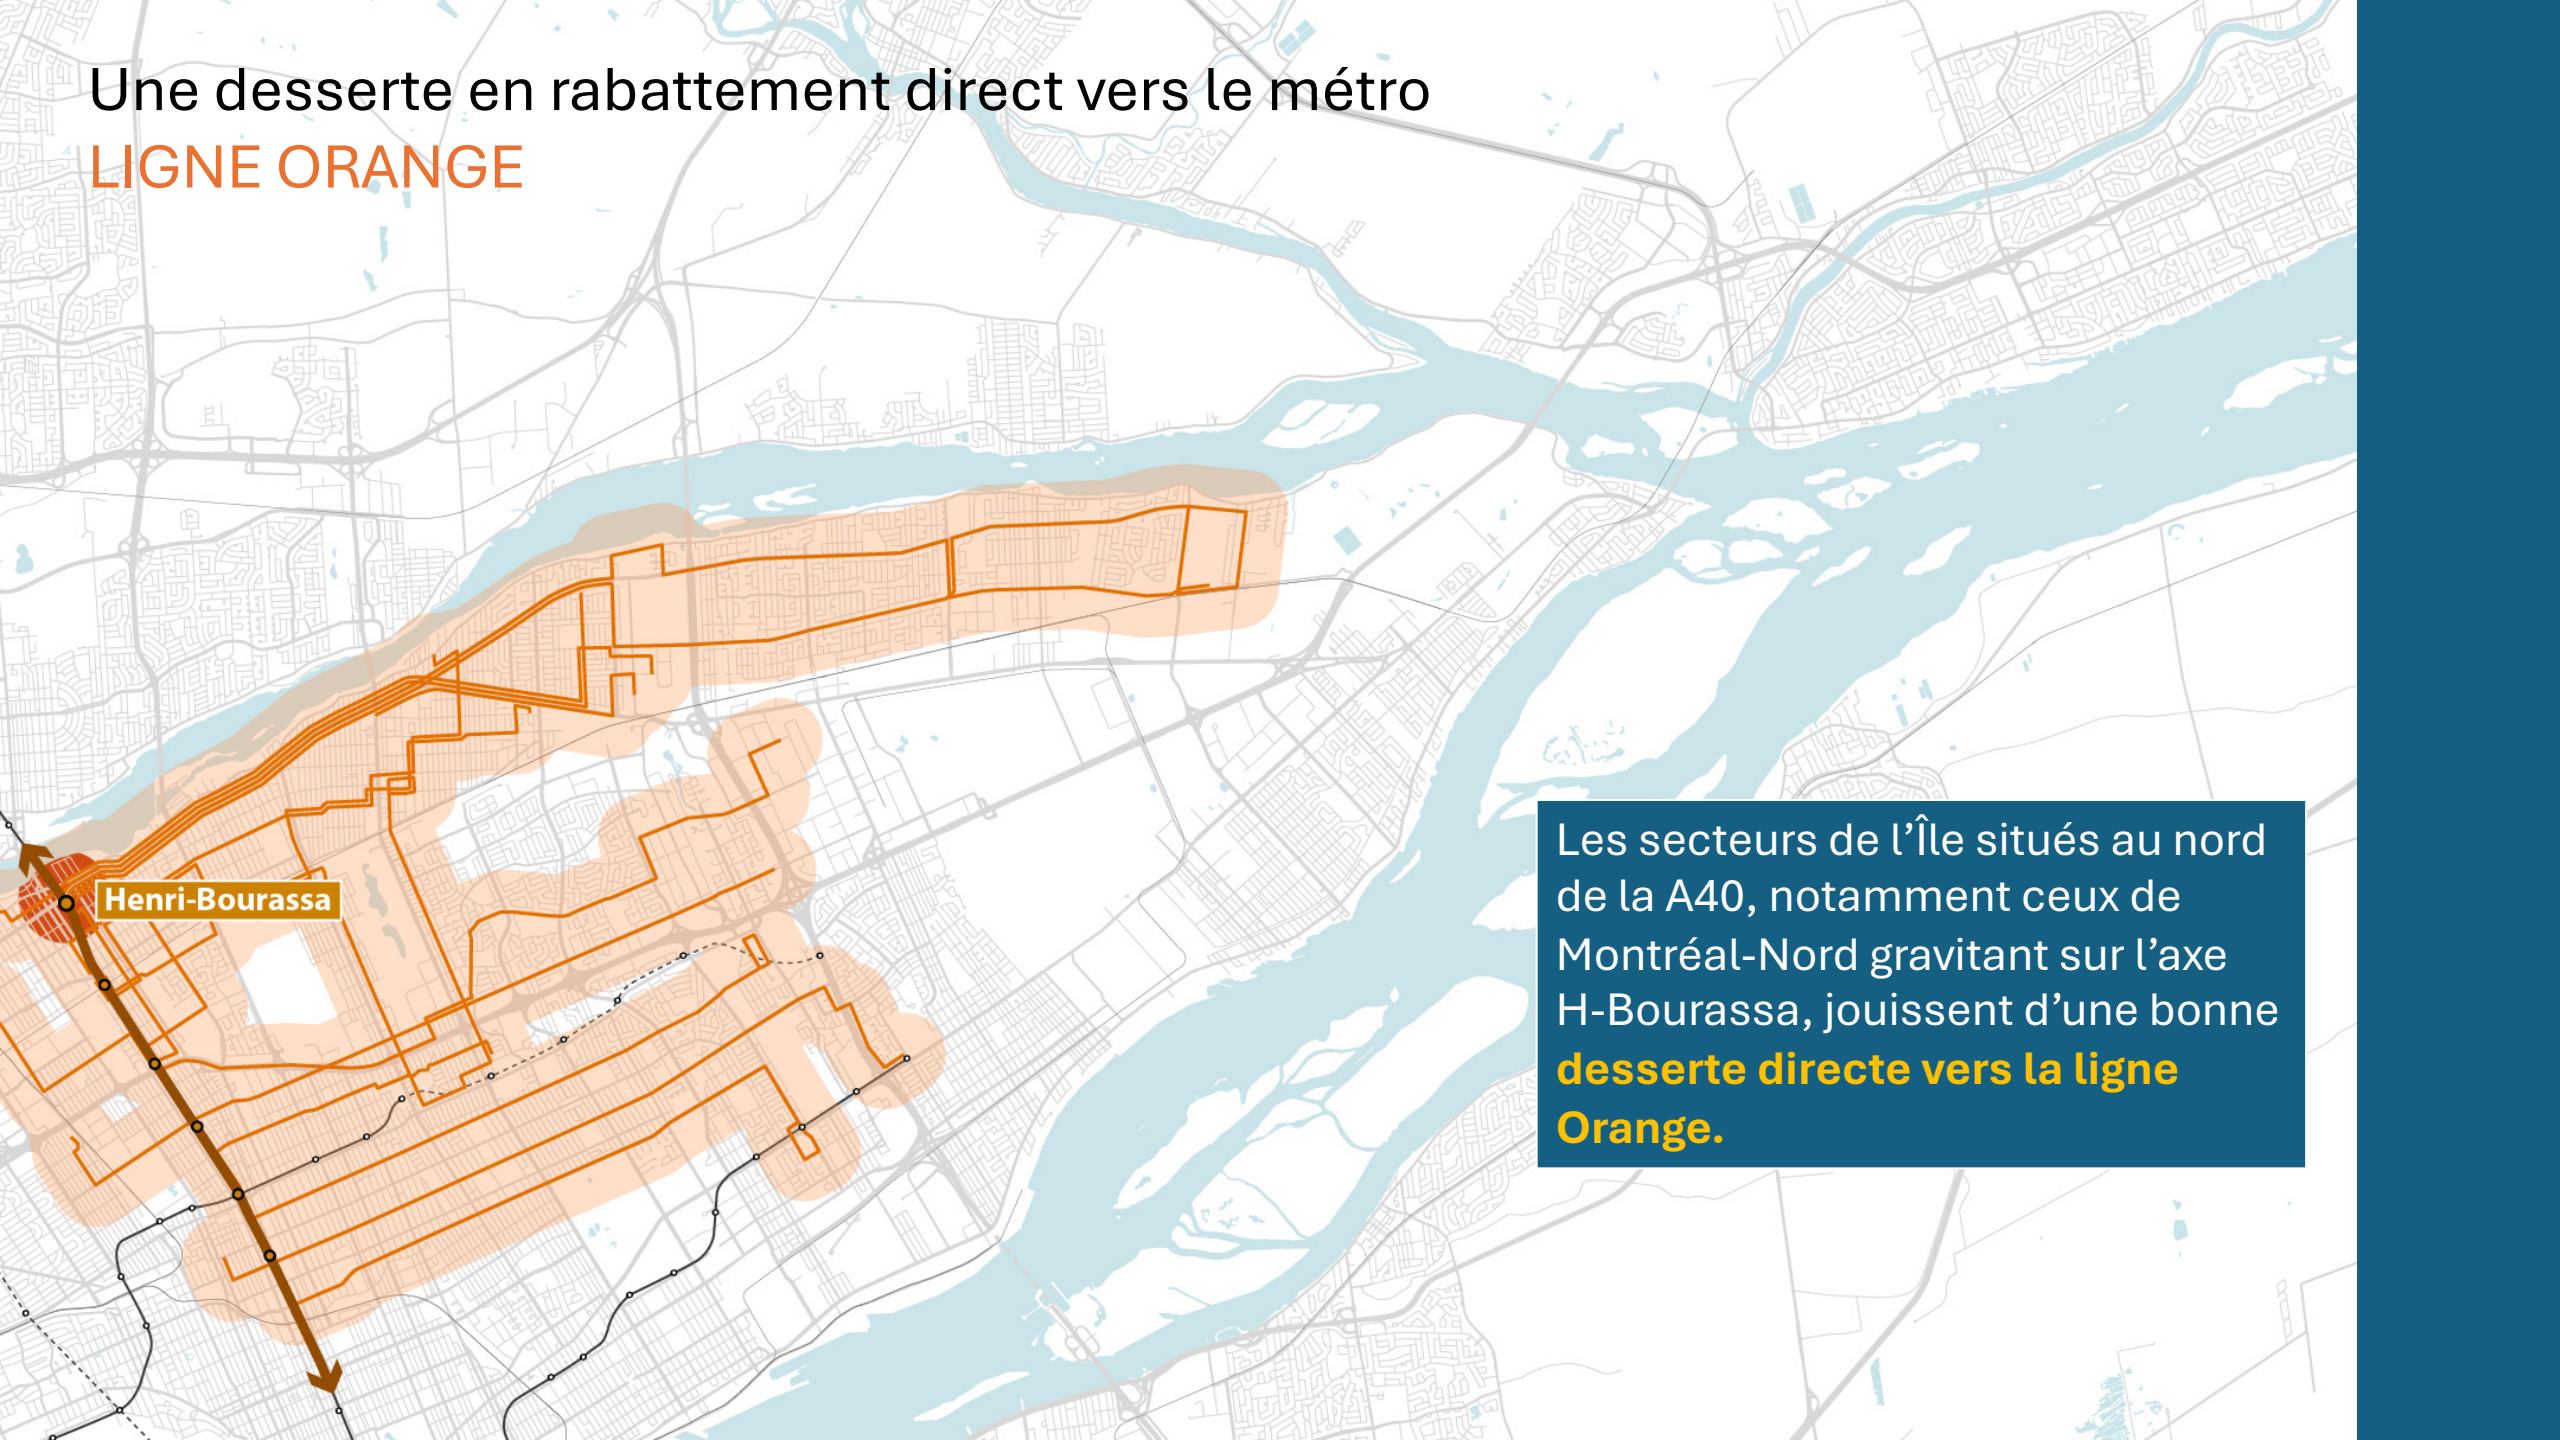 Une desserte en rabattement direct vers le métro
LIGNE ORANGE
Henri-Bourassa
Les secteurs de l’Île situés au nord
de la A40, notamment ceux de
Montréal-Nord gravitant sur l’axe
H-Bourassa, jouissent d’une bonne
desserte directe vers la ligne
Orange.